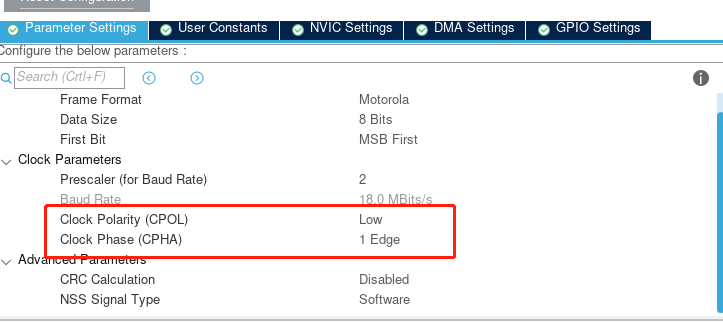 Reset Configuration
Parameter Settings User Constants NVIC Settings DMA Settings GPIO Settings
Configure the below parameters :
Search (Crtl+F)
Frame Format Motorola
Data Size 8 Bits
First Bit MSB First
Clock Parameters
Prescaler (for Baud Rate) 2
Baud Rate 18.0 MBits/s
Clock Polarity (CPOL) Low
Clock Phase (CPHA) 1 Edge
Advanced Parameters
CRC Calculation Disabled
NSS Signal Type Software